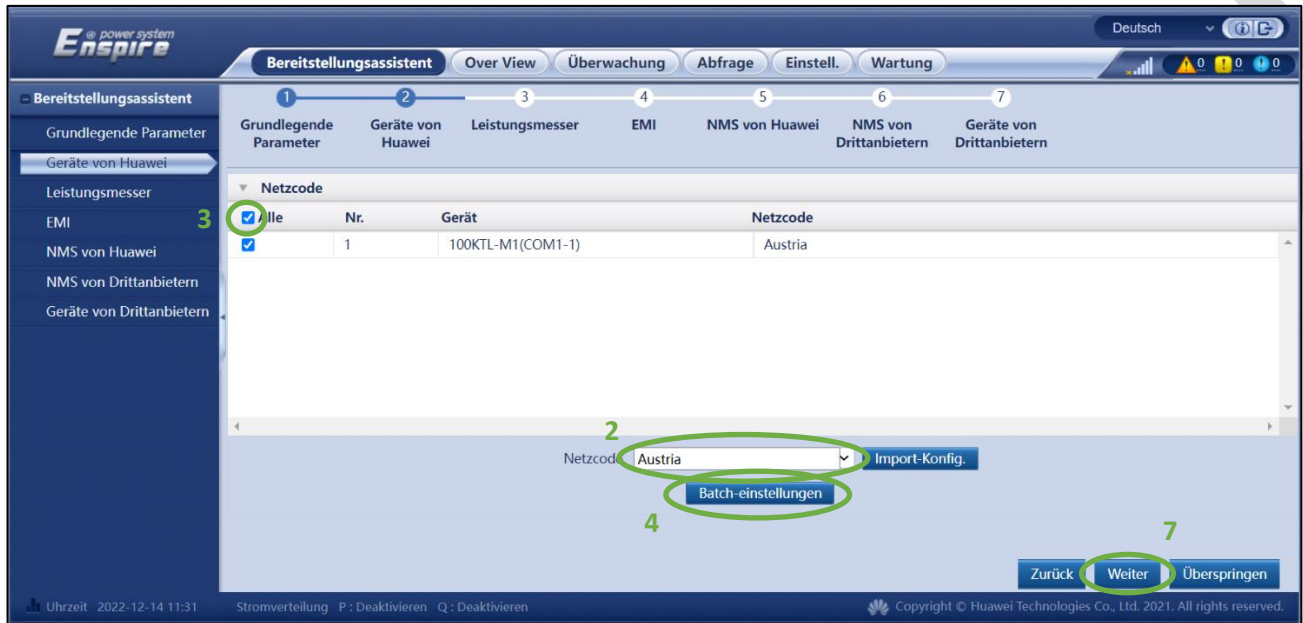 Enspire
@ power system
Deutsch
Bereitstellungsassistent Over View Überwachung Abfrage Einstell. Wartung
0 0 0
Bereitstellungsassistent
Grundlegende Parameter
Geräte von Huawei
Leistungsmesser
EMI
NMS von Huawei
NMS von Drittanbietern
Geräte von Drittanbietern
1 2 3 4 5 6 7
Grundlegende Parameter
Geräte von Huawei
Leistungsmesser
EMI
NMS von Huawei
NMS von Drittanbietern
Geräte von Drittanbietern
Netzcode
3
Alle Nr. Gerät Netzcode
1 100KTL-M1(COM1-1) Austria
2
Netzcode Austria Import-Konfig.
Batch-einstellungen
4
7
Zurück Weiter Überspringen
Uhrzeit 2022-12-14 11:31 Stromverteilung P : Deaktivieren Q : Deaktivieren Copyright © Huawei Technologies Co., Ltd. 2021. All rights reserved.